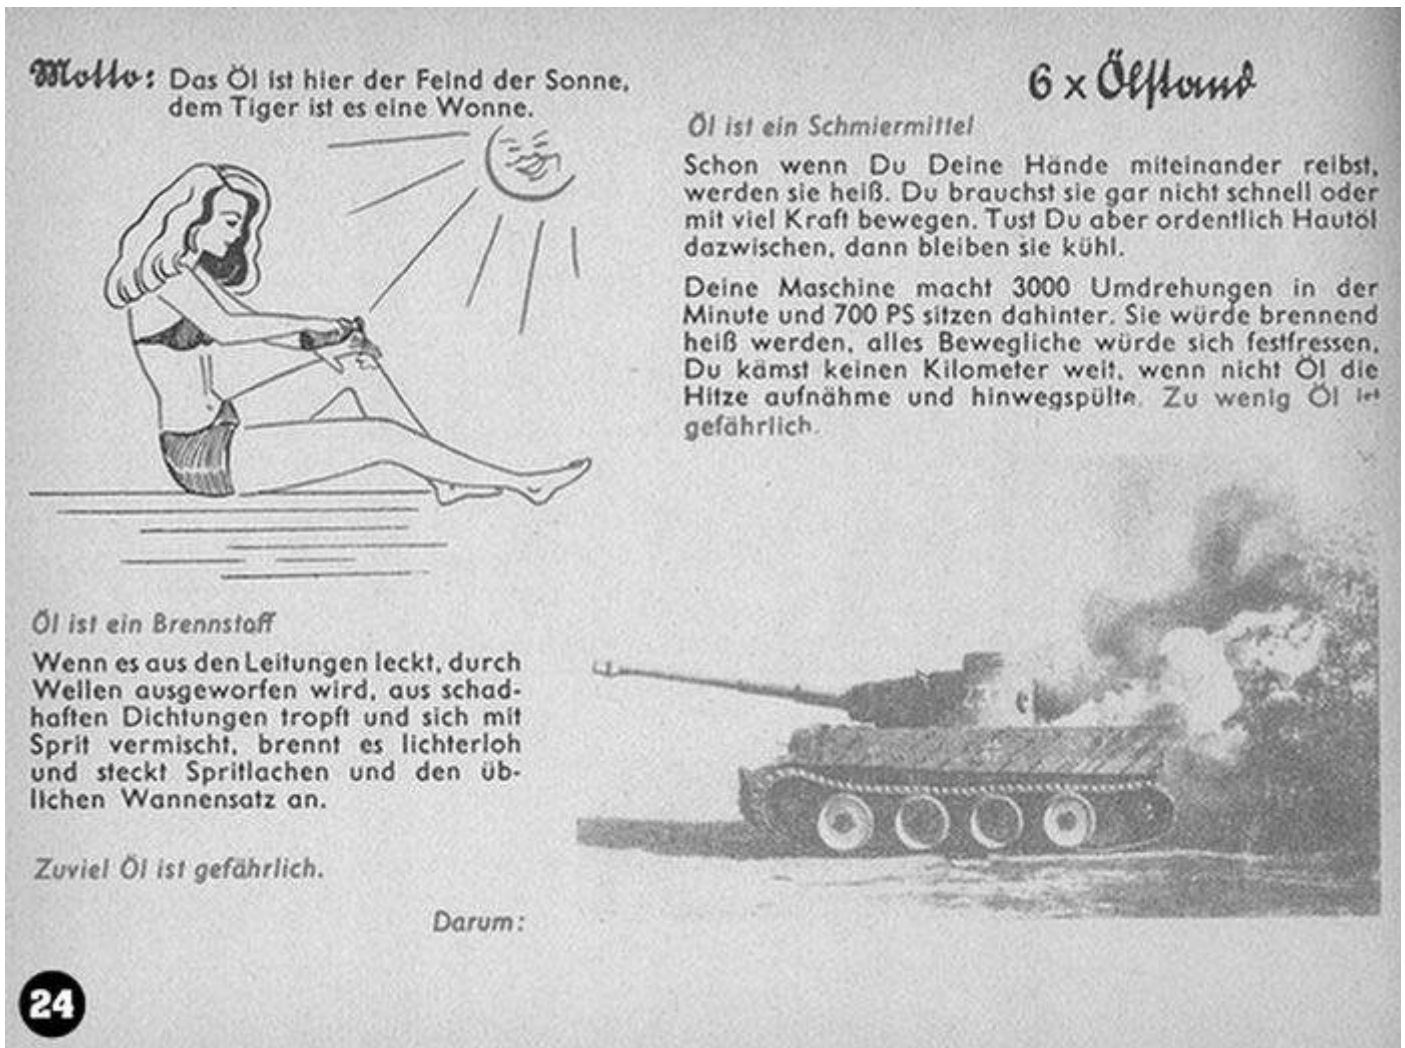 Motto: Das Öl ist hier der Feind der Sonne,
dem Tiger ist es eine Wonne.
6 x Ölstand
Öl ist ein Schmiermittel
Schon wenn Du Deine Hände miteinander reibst,
werden sie heiß. Du brauchst sie gar nicht schnell oder
mit viel Kraft bewegen. Tust Du aber ordentlich Hautöl
dazwischen, dann bleiben sie kühl.
Deine Maschine macht 3000 Umdrehungen in der
Minute und 700 PS sitzen dahinter. Sie würde brennend
heiß werden, alles Bewegliche würde sich festfressen,
Du kämst keinen Kilometer weit, wenn nicht Öl die
Hitze aufnähme und hinwegspülte. Zu wenig Öl ist
gefährlich.
Öl ist ein Brennstoff
Wenn es aus den Leitungen leckt, durch
Wellen ausgeworfen wird, aus schad-
haften Dichtungen tropft und sich mit
Sprit vermischt, brennt es lichterloh
und steckt Spritlachen und den üb-
lichen Wannensatz an.
Zuviel Öl ist gefährlich.
Darum:
24